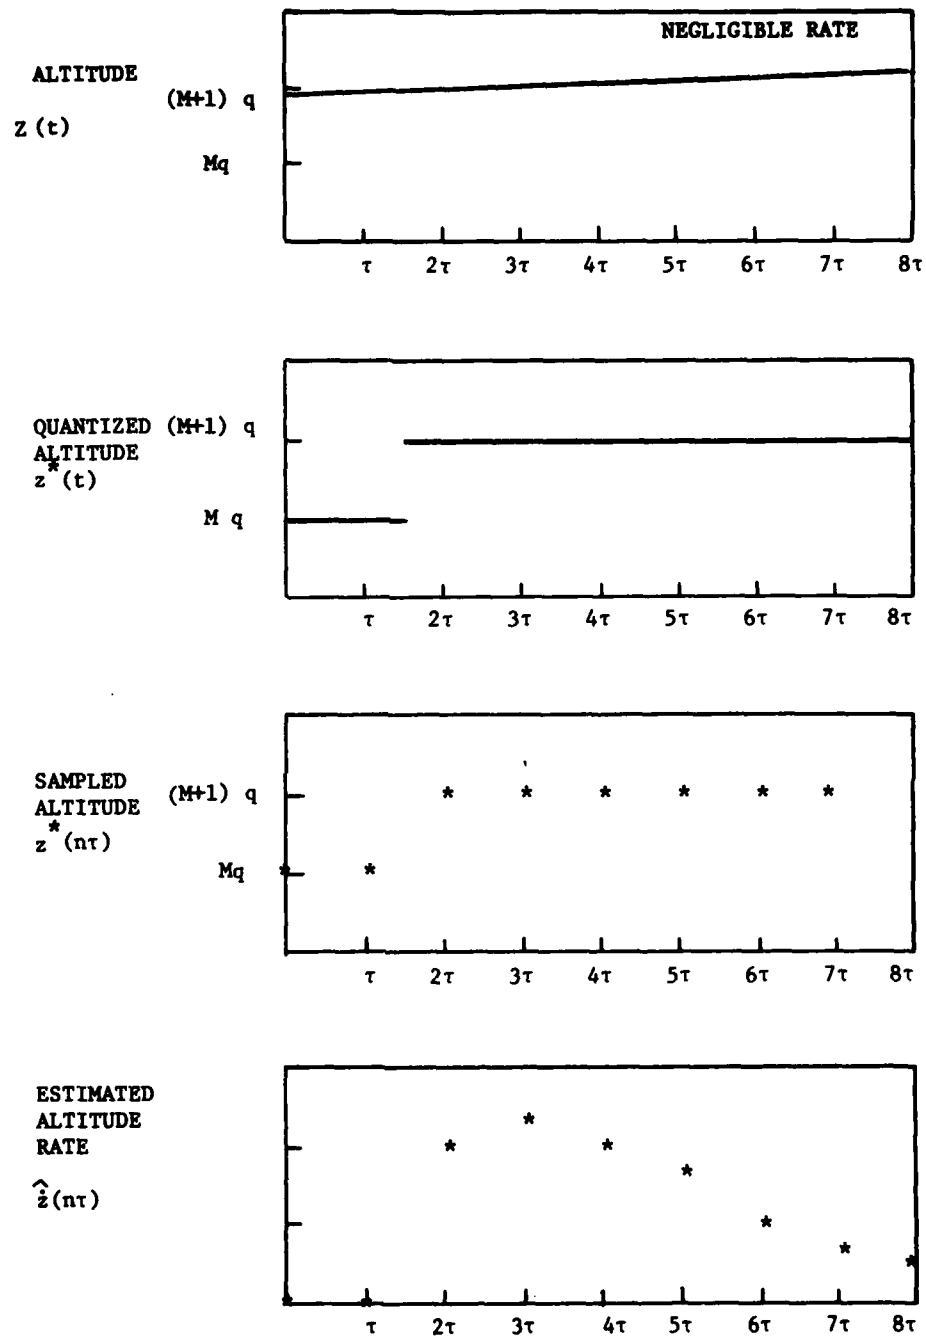 NEGLIGIBLE RATE
ALTITUDE
(M+1) q
Z (t)
Mq
τ 2τ 3τ 4τ 5τ 6τ 7τ 8τ
QUANTIZED (M+1) q
ALTITUDE
z*(t)
M q
τ 2τ 3τ 4τ 5τ 6τ 7τ 8τ
SAMPLED
ALTITUDE (M+1) q
z*(nτ)
Mq
τ 2τ 3τ 4τ 5τ 6τ 7τ 8τ
ESTIMATED
ALTITUDE
RATE
ẑ̇(nτ)
τ 2τ 3τ 4τ 5τ 6τ 7τ 8τ